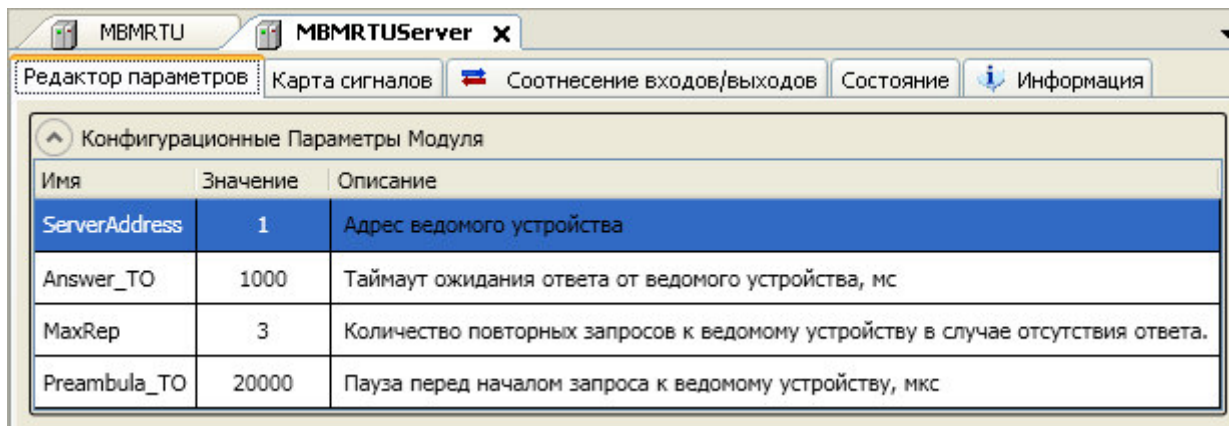 MBMRTU MBMRTUServer X
Редактор параметров Карта сигналов Соотнесение входов/выходов Состояние Информация
Конфигурационные Параметры Модуля
Имя Значение Описание
ServerAddress 1 Адрес ведомого устройства
Answer_TO 1000 Таймаут ожидания ответа от ведомого устройства, мс
MaxRep 3 Количество повторных запросов к ведомому устройству в случае отсутствия ответа.
Preambula_TO 20000 Пауза перед началом запроса к ведомому устройству, мкс